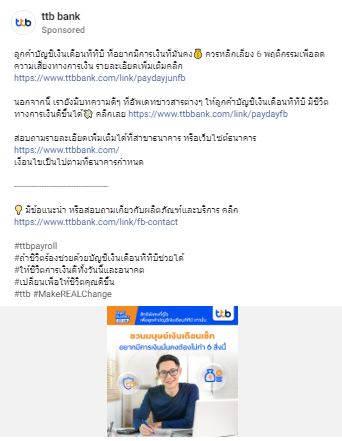 ttb bank
Sponsored
ลูกค้าบัญชีเงินเดือนทีทีบี ที่อยากมีการเงินที่มั่นคง💰 ควรหลีกเลี่ยง 6 พฤติกรรมเพื่อลด
ความเสี่ยงทางการเงิน รายละเอียดเพิ่มเติมคลิก
https://www.ttbbank.com/link/paydayjunfb
นอกจากนี้ เรายังมีบทความดีๆ ที่อัพเดทข่าวสารต่างๆ ให้ลูกค้าบัญชีเงินเดือนทีทีบี มีชีวิต
ทางการเงินดีขึ้นได้💸 คลิกเลย https://www.ttbbank.com/link/paydayfb
สอบถามรายละเอียดเพิ่มเติมได้ที่สาขาธนาคาร หรือเว็บไซต์ธนาคาร
https://www.ttbbank.com/
เงื่อนไขเป็นไปตามที่ธนาคารกำหนด
------------------------------------
💡 มีข้อแนะนำ หรือสอบถามเกี่ยวกับผลิตภัณฑ์และบริการ คลิก
https://www.ttbbank.com/link/fb-contact
#ttbpayroll
#ถ้าชีวิตร้องช่วยด้วยบัญชีเงินเดือนทีทีบีช่วยได้
#ให้ชีวิตการเงินดีทั้งวันนี้และอนาคต
#เปลี่ยนเพื่อให้ชีวิตคุณดีขึ้น
#ttb #MakeREALChange
ttb
ชวนมนุษย์เงินเดือนเช็ก
อยากมีการเงินมั่นคงต้องไม่ทำ 6 สิ่งนี้